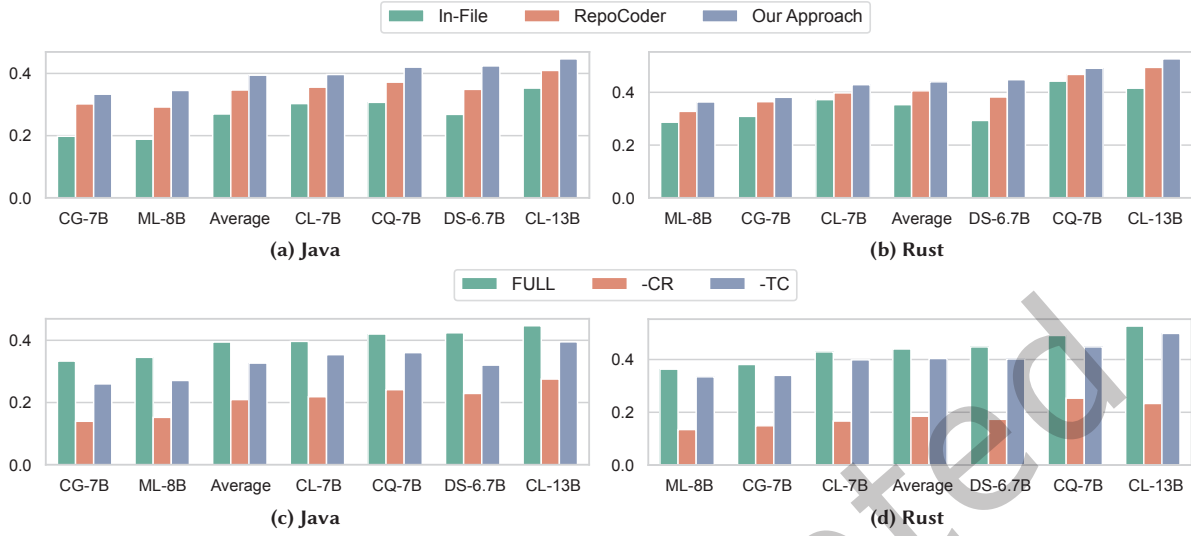 In-File RepoCoder Our Approach
0.4
0.2
0.0
CG-7B ML-8B Average CL-7B CQ-7B DS-6.7B CL-13B
(a) Java
0.4
0.2
0.0
ML-8B CG-7B CL-7B Average DS-6.7B CQ-7B CL-13B
(b) Rust
FULL -CR -TC
0.4
0.2
0.0
CG-7B ML-8B Average CL-7B CQ-7B DS-6.7B CL-13B
(c) Java
0.4
0.2
0.0
ML-8B CG-7B CL-7B Average DS-6.7B CQ-7B CL-13B
(d) Rust
ted